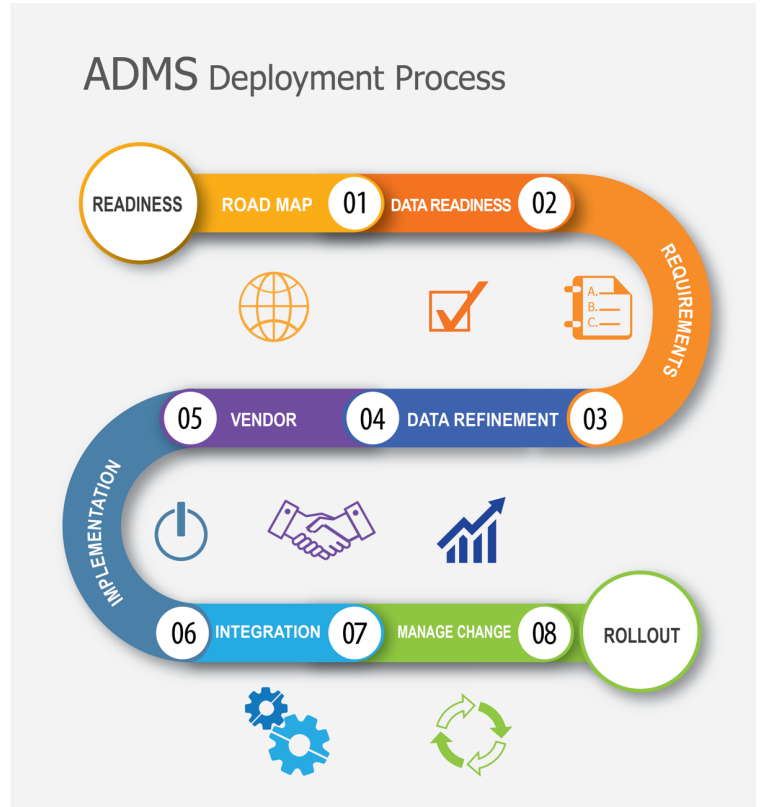 ADMS Deployment Process
READINESS
ROAD MAP
01
DATA READINESS
02
REQUIREMENTS
A.
B.
C.
03
DATA REFINEMENT
04
VENDOR
05
IMPLEMENTATION
06
INTEGRATION
07
MANAGE CHANGE
08
ROLLOUT